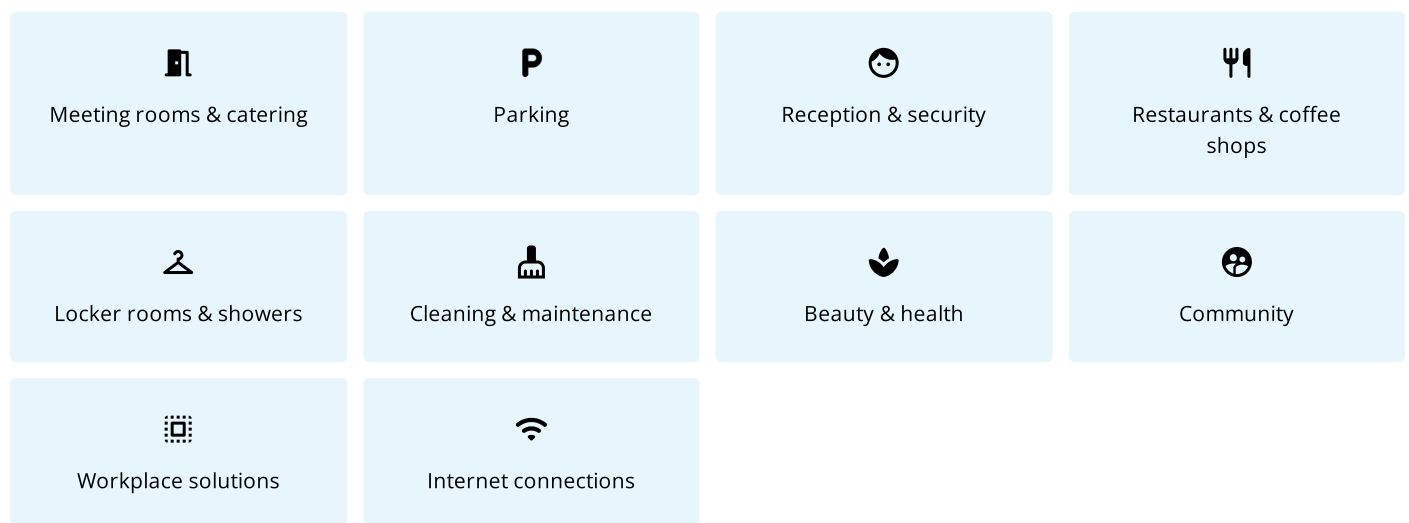 Meeting rooms & catering
Parking
Reception & security
Restaurants & coffee
shops
Locker rooms & showers
Cleaning & maintenance
Beauty & health
Community
Workplace solutions
Internet connections